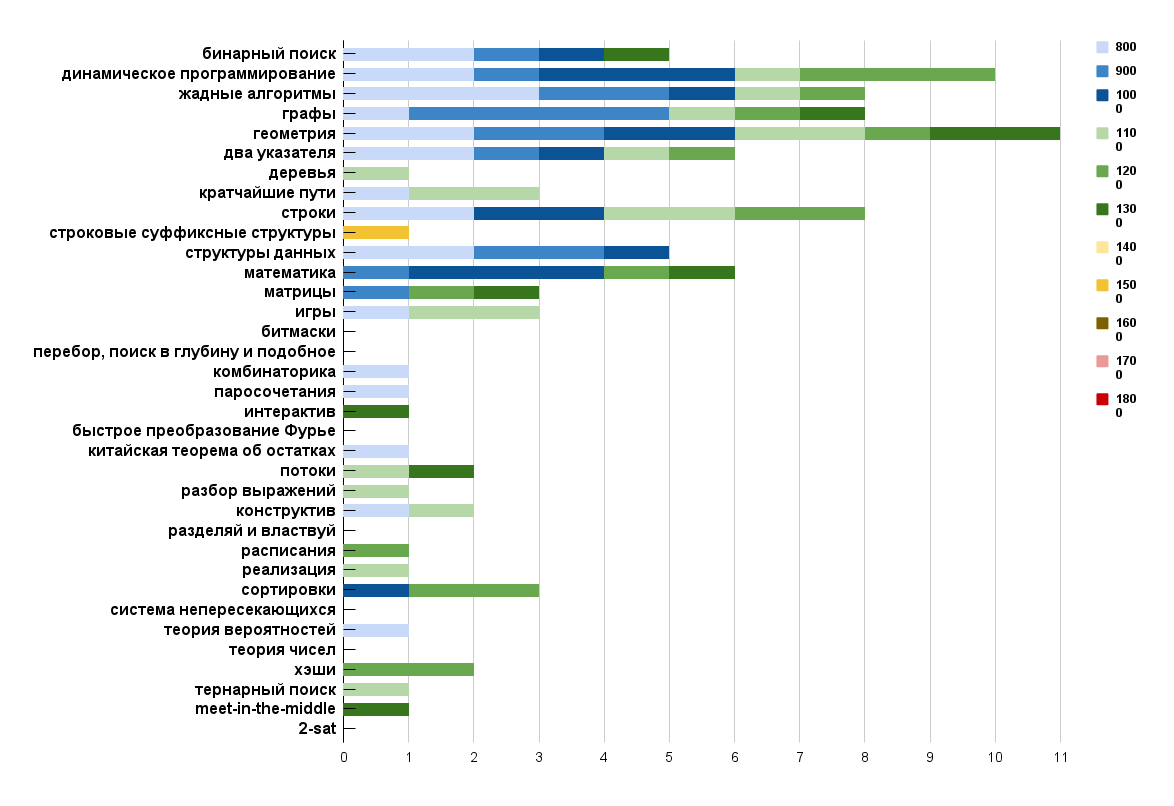 бинарный поиск
динамическое программирование
жадные алгоритмы
графы
геометрия
два указателя
деревья
кратчайшие пути
строки
строковые суффиксные структуры
структуры данных
математика
матрицы
игры
битмаски
перебор, поиск в глубину и подобное
комбинаторика
паросочетания
интерактив
быстрое преобразование Фурье
китайская теорема об остатках
потоки
разбор выражений
конструктив
разделяй и властвуй
расписания
реализация
сортировки
система непересекающихся
теория вероятностей
теория чисел
хэши
тернарный поиск
meet-in-the-middle
2-sat
0 1 2 3 4 5 6 7 8 9 10 11
800
900
100
0
110
0
120
0
130
0
140
0
150
0
160
0
170
0
180
0